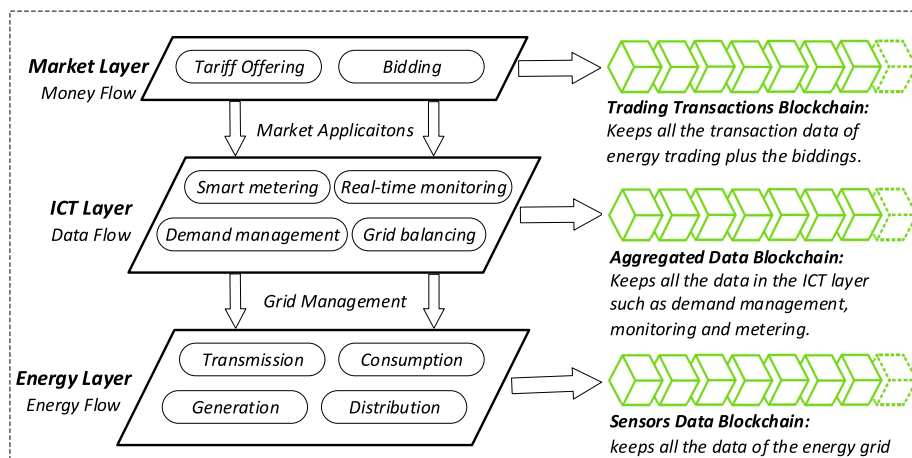 Market Layer
Money Flow
Tariff Offering
Bidding
Trading Transactions Blockchain:
Keeps all the transaction data of
energy trading plus the biddings.
Market Applicaitons
ICT Layer
Data Flow
Smart metering
Real-time monitoring
Demand management
Grid balancing
Aggregated Data Blockchain:
Keeps all the data in the ICT layer
such as demand management,
monitoring and metering.
Grid Management
Energy Layer
Energy Flow
Transmission
Consumption
Generation
Distribution
Sensors Data Blockchain:
keeps all the data of the energy grid